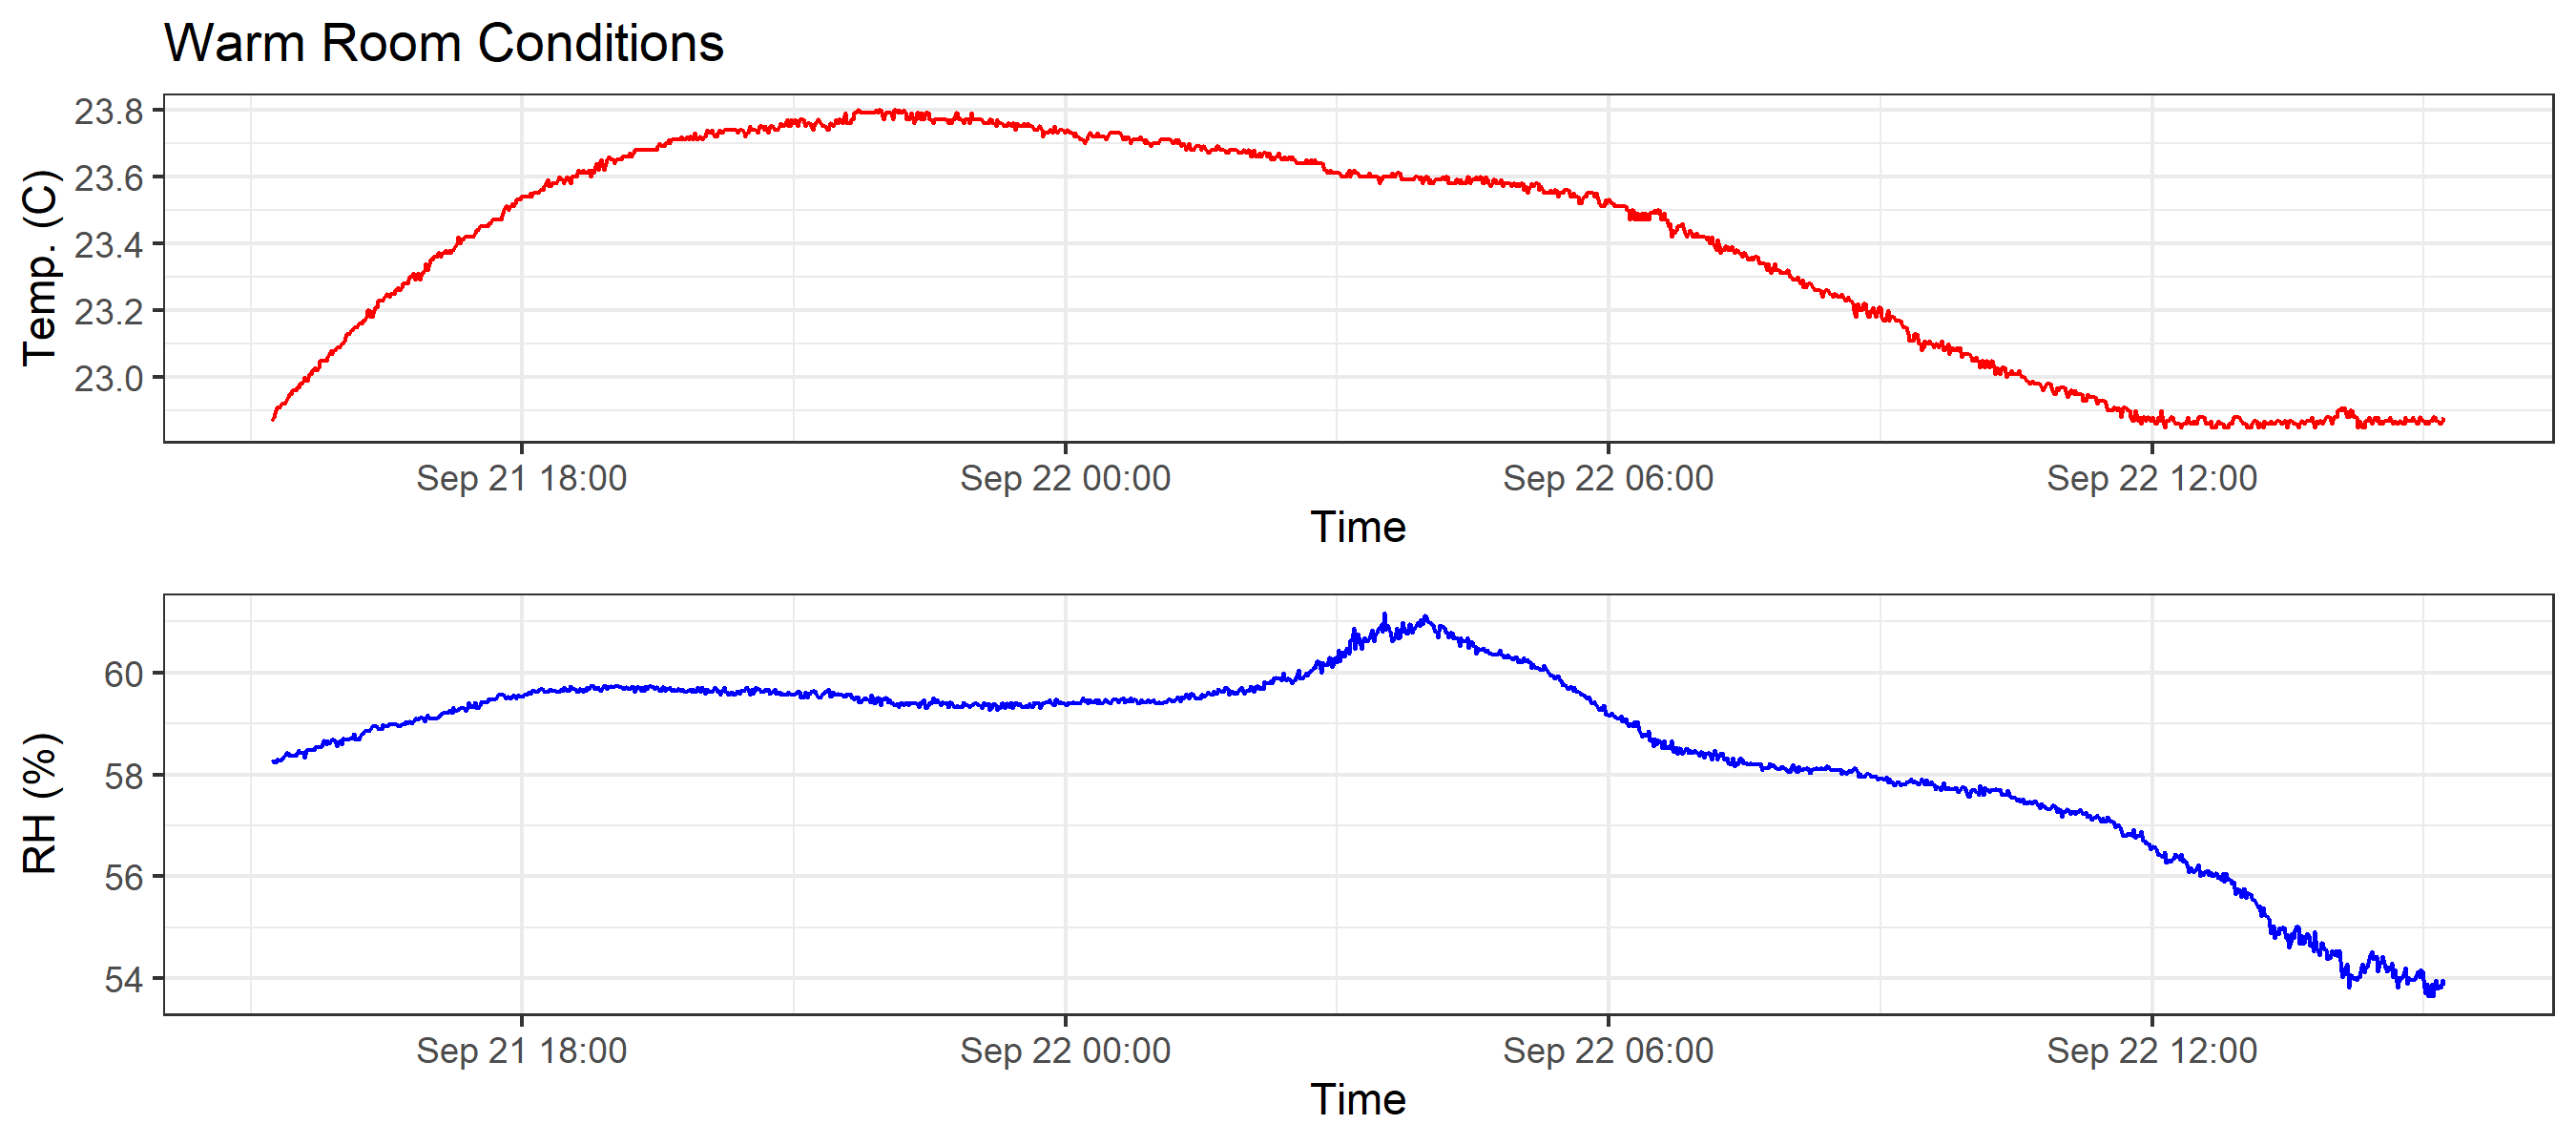 Warm Room Conditions
Temp. (C)
23.8
23.6
23.4
23.2
23.0
Sep 21 18:00 Sep 22 00:00 Sep 22 06:00 Sep 22 12:00
Time
RH (%)
60
58
56
54
Sep 21 18:00 Sep 22 00:00 Sep 22 06:00 Sep 22 12:00
Time